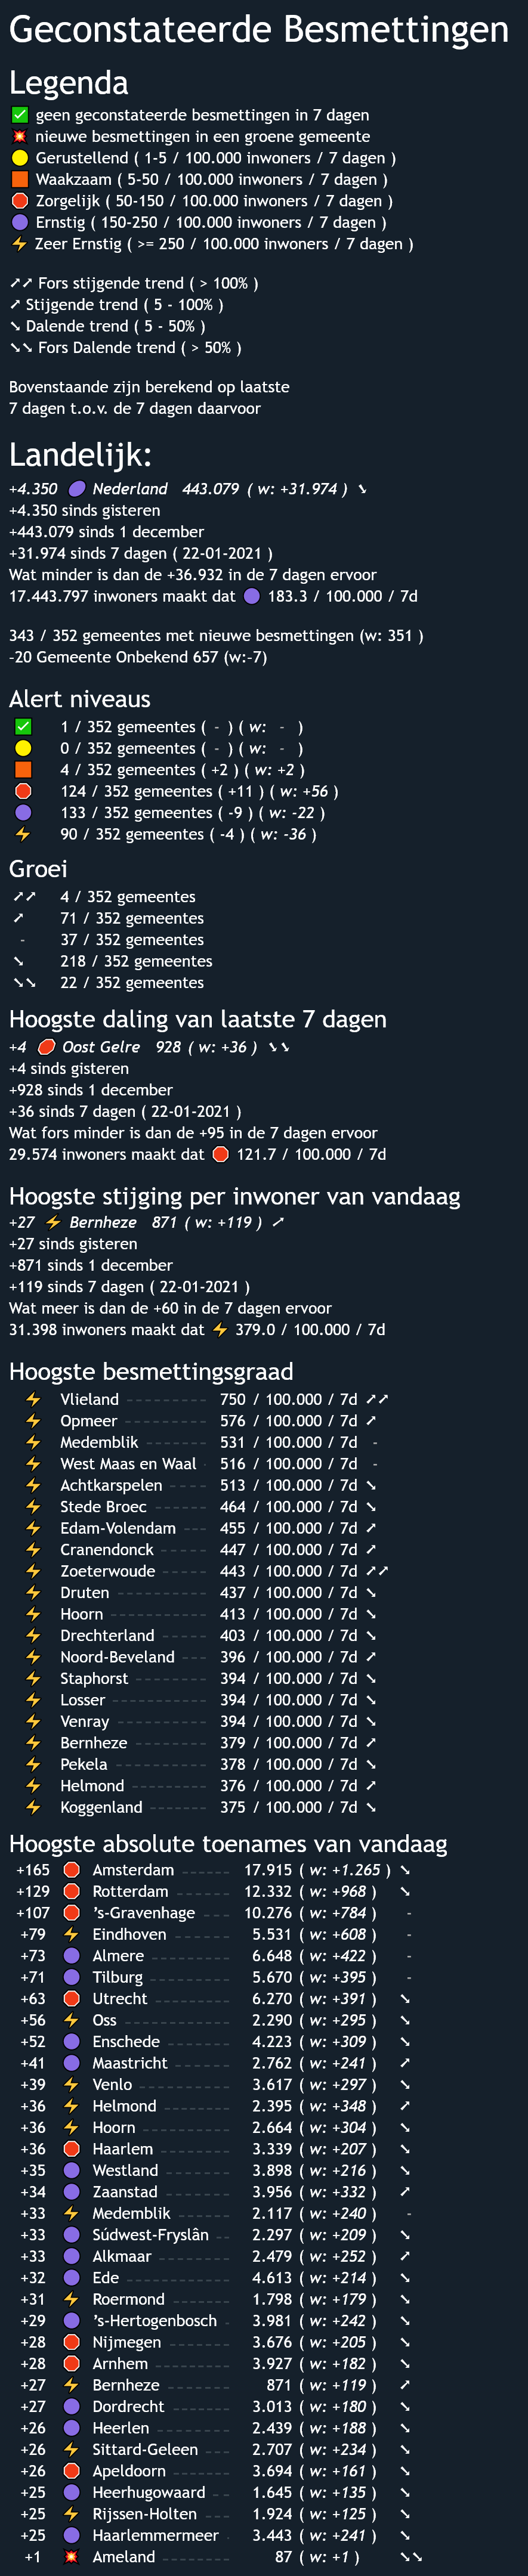 Geconstateerde Besmettingen
Legenda
✅ geen geconstateerde besmettingen in 7 dagen
💥 nieuwe besmettingen in een groene gemeente
🟡 Gerustellend ( 1-5 / 100.000 inwoners / 7 dagen )
🟧 Waakzaam ( 5-50 / 100.000 inwoners / 7 dagen )
🛑 Zorgelijk ( 50-150 / 100.000 inwoners / 7 dagen )
🟣 Ernstig ( 150-250 / 100.000 inwoners / 7 dagen )
⚡ Zeer Ernstig ( >= 250 / 100.000 inwoners / 7 dagen )
➚➚ Fors stijgende trend ( > 100% )
➚ Stijgende trend ( 5 - 100% )
➘ Dalende trend ( 5 - 50% )
➘➘ Fors Dalende trend ( > 50% )
Bovenstaande zijn berekend op laatste
7 dagen t.o.v. de 7 dagen daarvoor
Landelijk:
+4.350 🟣 Nederland 443.079 ( w: +31.974 ) ➘
+4.350 sinds gisteren
+443.079 sinds 1 december
+31.974 sinds 7 dagen ( 22-01-2021 )
Wat minder is dan de +36.932 in de 7 dagen ervoor
17.443.797 inwoners maakt dat 🟣 183.3 / 100.000 / 7d
343 / 352 gemeentes met nieuwe besmettingen (w: 351 )
-20 Gemeente Onbekend 657 (w:-7)
Alert niveaus
✅ 1 / 352 gemeentes ( - ) ( w: - )
🟡 0 / 352 gemeentes ( - ) ( w: - )
🟧 4 / 352 gemeentes ( +2 ) ( w: +2 )
🛑 124 / 352 gemeentes ( +11 ) ( w: +56 )
🟣 133 / 352 gemeentes ( -9 ) ( w: -22 )
⚡ 90 / 352 gemeentes ( -4 ) ( w: -36 )
Groei
➚➚ 4 / 352 gemeentes
➚ 71 / 352 gemeentes
- 37 / 352 gemeentes
➘ 218 / 352 gemeentes
➘➘ 22 / 352 gemeentes
Hoogste daling van laatste 7 dagen
+4 🛑 Oost Gelre 928 ( w: +36 ) ➘➘
+4 sinds gisteren
+928 sinds 1 december
+36 sinds 7 dagen ( 22-01-2021 )
Wat fors minder is dan de +95 in de 7 dagen ervoor
29.574 inwoners maakt dat 🛑 121.7 / 100.000 / 7d
Hoogste stijging per inwoner van vandaag
+27 ⚡ Bernheze 871 ( w: +119 ) ➚
+27 sinds gisteren
+871 sinds 1 december
+119 sinds 7 dagen ( 22-01-2021 )
Wat meer is dan de +60 in de 7 dagen ervoor
31.398 inwoners maakt dat ⚡ 379.0 / 100.000 / 7d
Hoogste besmettingsgraad
⚡ Vlieland 750 / 100.000 / 7d ➚➚
⚡ Opmeer 576 / 100.000 / 7d ➚
⚡ Medemblik 531 / 100.000 / 7d -
⚡ West Maas en Waal 516 / 100.000 / 7d -
⚡ Achtkarspelen 513 / 100.000 / 7d ➘
⚡ Stede Broec 464 / 100.000 / 7d ➘
⚡ Edam-Volendam 455 / 100.000 / 7d ➚
⚡ Cranendonck 447 / 100.000 / 7d ➚
⚡ Zoeterwoude 443 / 100.000 / 7d ➚➚
⚡ Druten 437 / 100.000 / 7d ➘
⚡ Hoorn 413 / 100.000 / 7d ➘
⚡ Drechterland 403 / 100.000 / 7d ➘
⚡ Noord-Beveland 396 / 100.000 / 7d ➚
⚡ Staphorst 394 / 100.000 / 7d ➘
⚡ Losser 394 / 100.000 / 7d ➘
⚡ Venray 394 / 100.000 / 7d ➘
⚡ Bernheze 379 / 100.000 / 7d ➚
⚡ Pekela 378 / 100.000 / 7d ➘
⚡ Helmond 376 / 100.000 / 7d ➚
⚡ Koggenland 375 / 100.000 / 7d ➘
Hoogste absolute toenames van vandaag
+165 🛑 Amsterdam 17.915 ( w: +1.265 ) ➘
+129 🛑 Rotterdam 12.332 ( w: +968 ) ➘
+107 🛑 's-Gravenhage 10.276 ( w: +784 ) -
+79 ⚡ Eindhoven 5.531 ( w: +608 ) -
+73 🟣 Almere 6.648 ( w: +422 ) -
+71 🟣 Tilburg 5.670 ( w: +395 ) -
+63 🛑 Utrecht 6.270 ( w: +391 ) ➘
+56 ⚡ Oss 2.290 ( w: +295 ) ➘
+52 🟣 Enschede 4.223 ( w: +309 ) ➘
+41 🟣 Maastricht 2.762 ( w: +241 ) ➚
+39 ⚡ Venlo 3.617 ( w: +297 ) ➘
+36 ⚡ Helmond 2.395 ( w: +348 ) ➚
+36 ⚡ Hoorn 2.664 ( w: +304 ) ➘
+36 🛑 Haarlem 3.339 ( w: +207 ) ➘
+35 🟣 Westland 3.898 ( w: +216 ) ➘
+34 🟣 Zaanstad 3.956 ( w: +332 ) ➚
+33 ⚡ Medemblik 2.117 ( w: +240 ) -
+33 🟣 Súdwest-Fryslân 2.297 ( w: +209 ) ➘
+33 🟣 Alkmaar 2.479 ( w: +252 ) ➚
+32 🟣 Ede 4.613 ( w: +214 ) ➘
+31 ⚡ Roermond 1.798 ( w: +179 ) ➘
+29 🟣 's-Hertogenbosch 3.981 ( w: +242 ) ➘
+28 🛑 Nijmegen 3.676 ( w: +205 ) ➘
+28 🛑 Arnhem 3.927 ( w: +182 ) ➘
+27 ⚡ Bernheze 871 ( w: +119 ) ➚
+27 🟣 Dordrecht 3.013 ( w: +180 ) ➘
+26 🟣 Heerlen 2.439 ( w: +188 ) ➘
+26 ⚡ Sittard-Geleen 2.707 ( w: +234 ) ➘
+26 🛑 Apeldoorn 3.694 ( w: +161 ) ➘
+25 🟣 Heerhugowaard 1.645 ( w: +135 ) ➘
+25 ⚡ Rijssen-Holten 1.924 ( w: +125 ) ➘
+25 🟣 Haarlemmermeer 3.443 ( w: +241 ) ➘
+1 💥 Ameland 87 ( w: +1 ) ➘➘